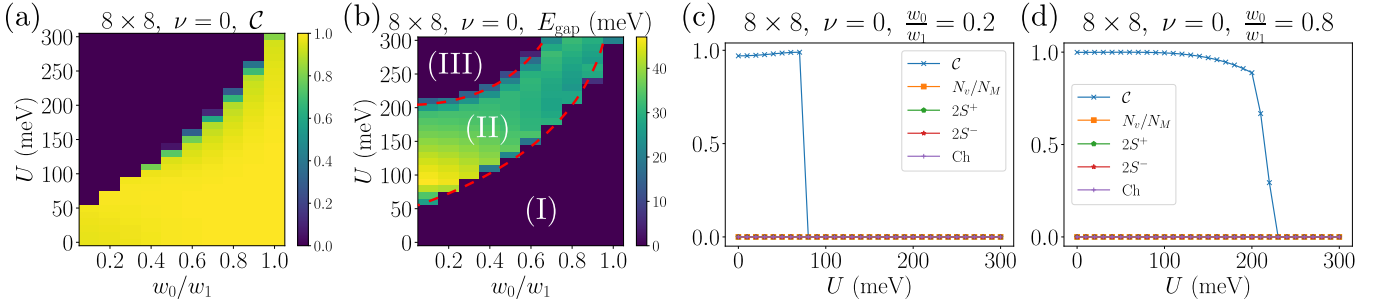 (a) 8 × 8, ν = 0, 𝒞
300
250
200
150
100
50
0
U (meV)
0.2 0.4 0.6 0.8 1.0
w₀/w₁
1.0
0.8
0.6
0.4
0.2
0.0
(b) 8 × 8, ν = 0, E_gap (meV)
300
250
200
150
100
50
0
U (meV)
(III)
(II)
(I)
0.2 0.4 0.6 0.8 1.0
w₀/w₁
40
30
20
10
0
(c) 8 × 8, ν = 0, w₀/w₁ = 0.2
1.0
0.5
0.0
𝒞
N_v/N_M
2S⁺
2S⁻
Ch
0 100 200 300
U (meV)
(d) 8 × 8, ν = 0, w₀/w₁ = 0.8
1.0
0.5
0.0
𝒞
N_v/N_M
2S⁺
2S⁻
Ch
0 100 200 300
U (meV)